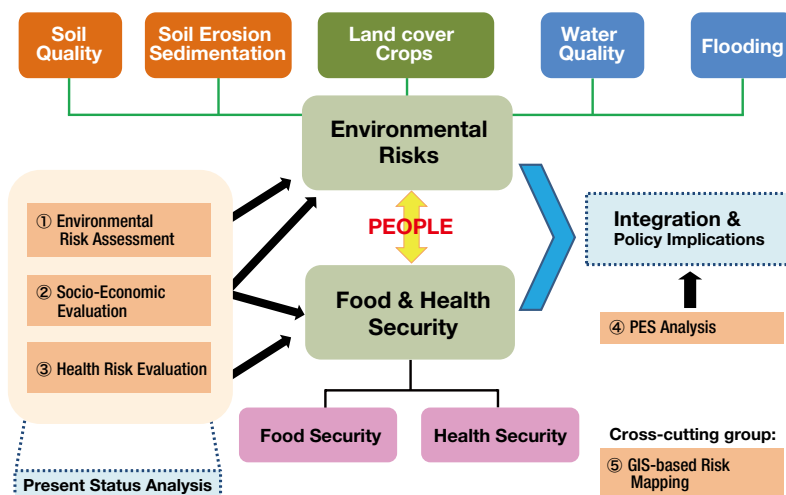 Soil
Quality
Soil Erosion
Sedimentation
Land cover
Crops
Water
Quality
Flooding
Environmental
Risks
① Environmental
Risk Assessment
② Socio-Economic
Evaluation
③ Health Risk Evaluation
PEOPLE
Food & Health
Security
Integration &
Policy Implications
④ PES Analysis
Food Security
Health Security
Present Status Analysis
Cross-cutting group:
⑤ GIS-based Risk
Mapping